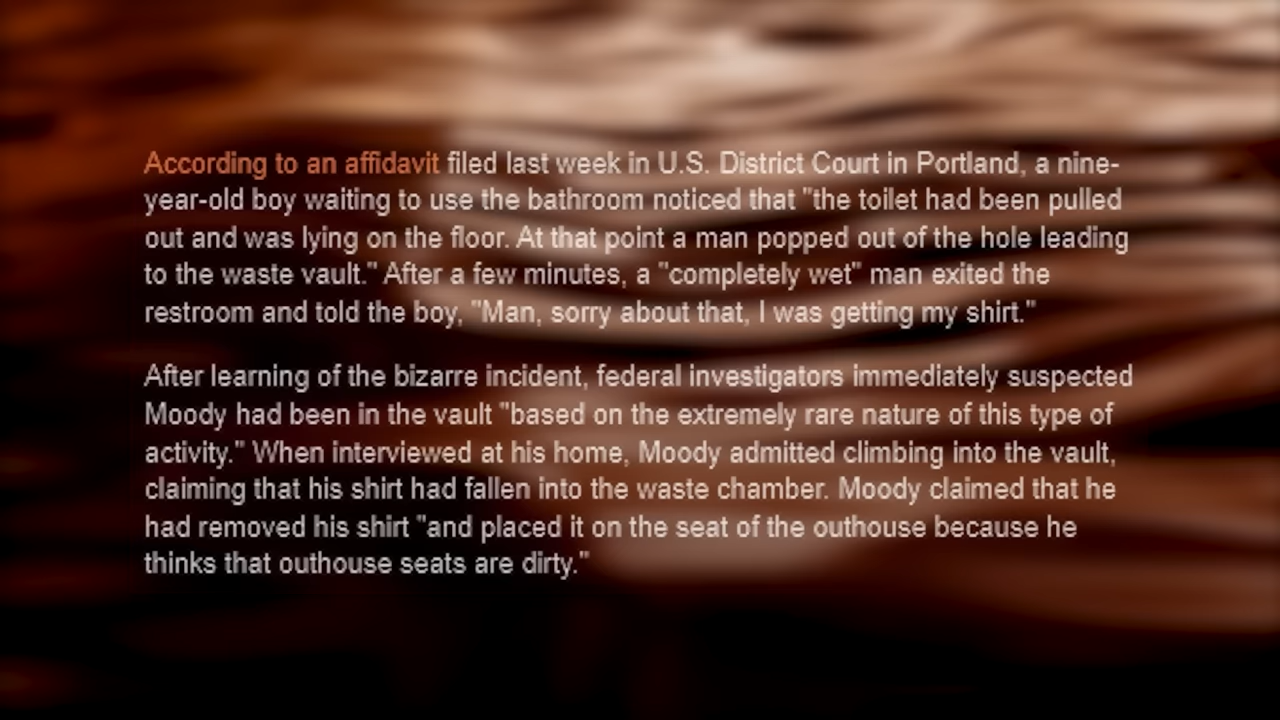 According to an affidavit filed last week in U.S. District Court in Portland, a nine-
year-old boy waiting to use the bathroom noticed that "the toilet had been pulled
out and was lying on the floor. At that point a man popped out of the hole leading
to the waste vault." After a few minutes, a "completely wet" man exited the
restroom and told the boy, "Man, sorry about that, I was getting my shirt."
After learning of the bizarre incident, federal investigators immediately suspected
Moody had been in the vault "based on the extremely rare nature of this type of
activity." When interviewed at his home, Moody admitted climbing into the vault,
claiming that his shirt had fallen into the waste chamber. Moody claimed that he
had removed his shirt "and placed it on the seat of the outhouse because he
thinks that outhouse seats are dirty."